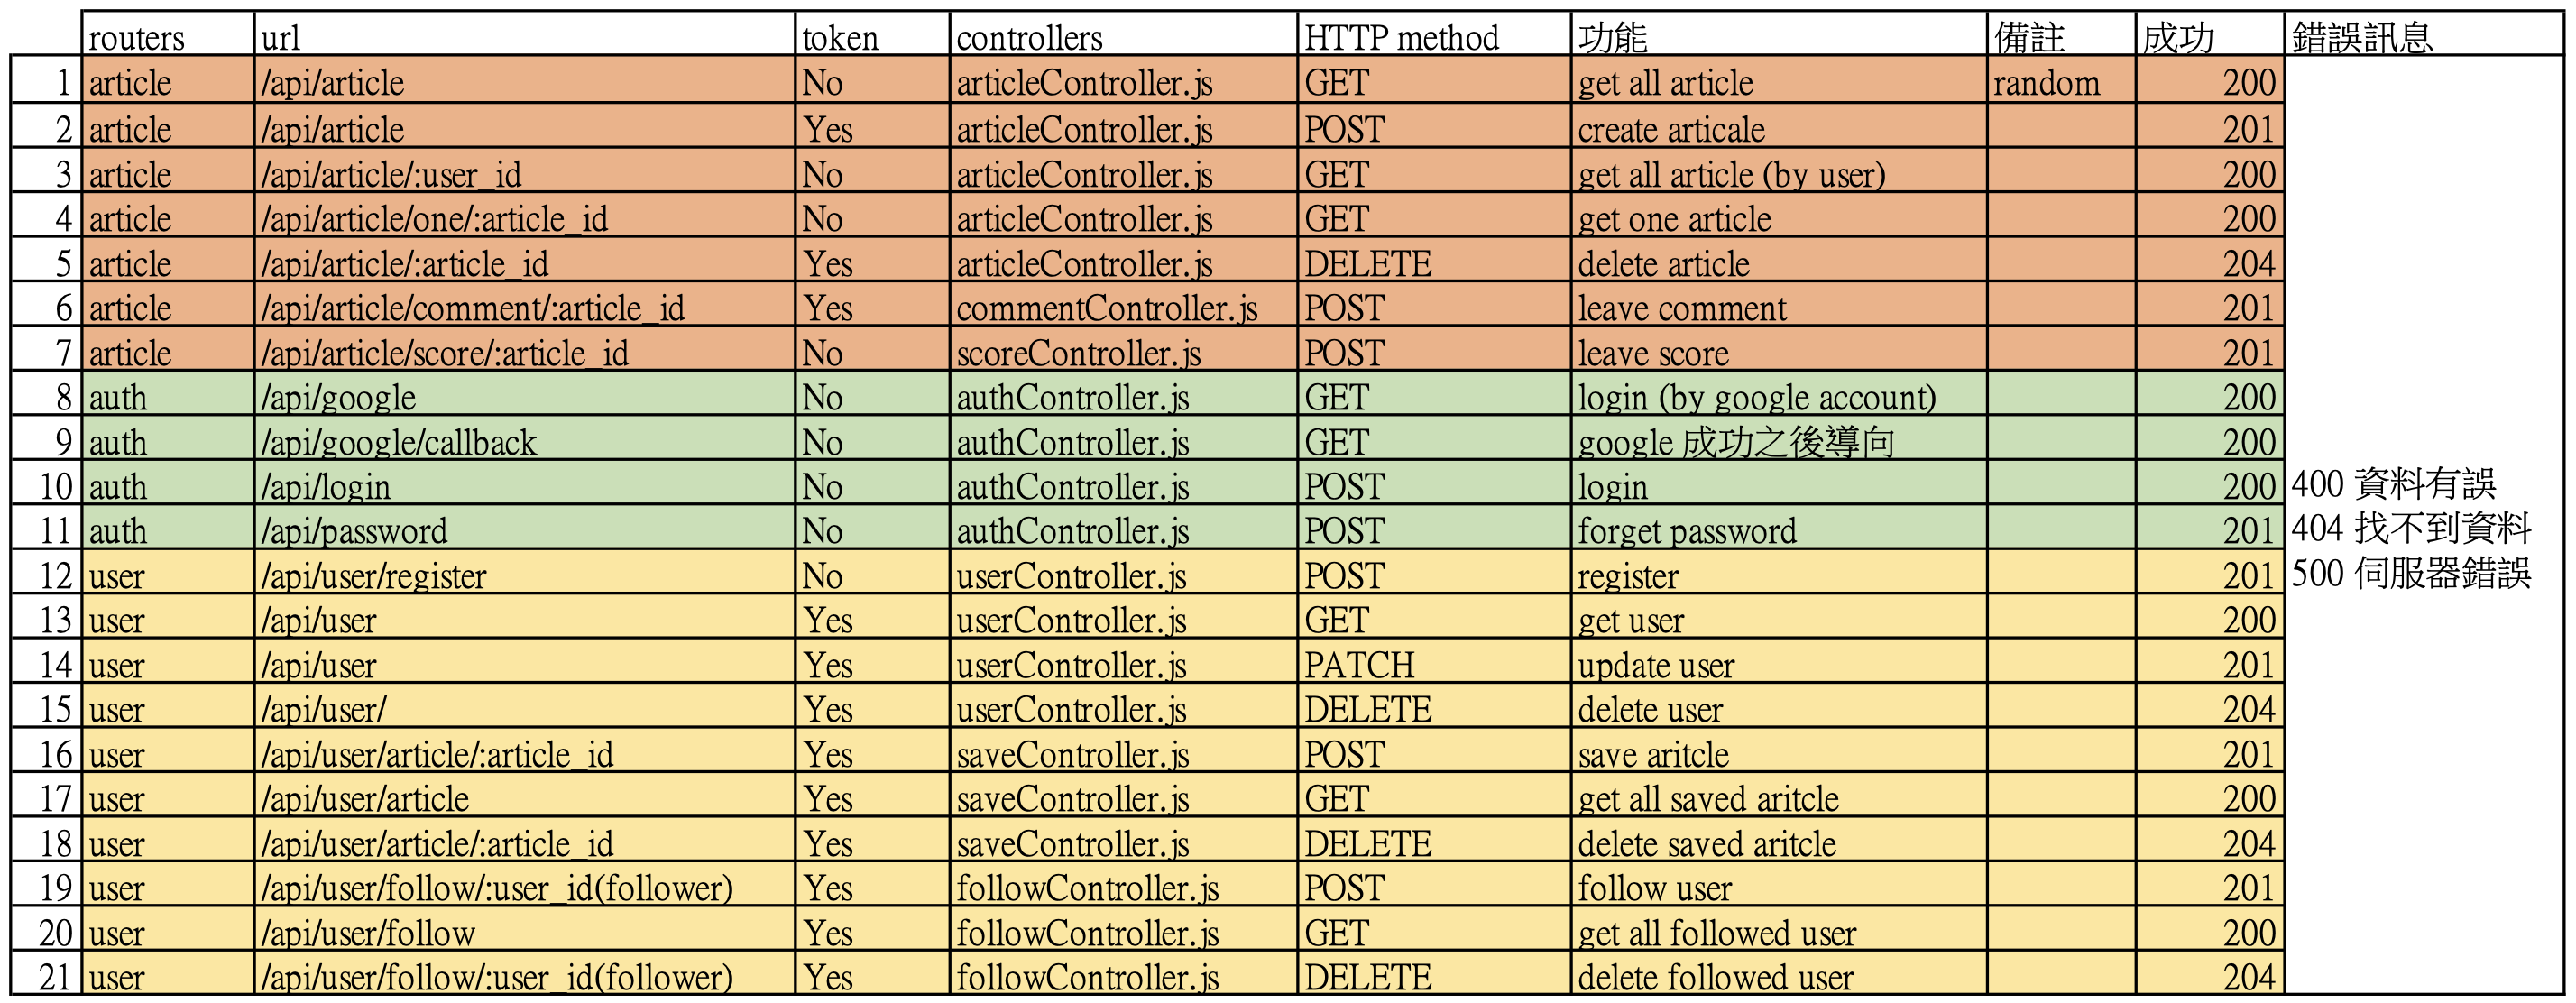 routers url token controllers HTTP method 功能 備註 成功 錯誤訊息
1 article /api/article No articleController.js GET get all article random 200
2 article /api/article Yes articleController.js POST create articale 201
3 article /api/article/:user_id No articleController.js GET get all article (by user) 200
4 article /api/article/one/:article_id No articleController.js GET get one article 200
5 article /api/article/:article_id Yes articleController.js DELETE delete article 204
6 article /api/article/comment/:article_id Yes commentController.js POST leave comment 201
7 article /api/article/score/:article_id No scoreController.js POST leave score 201
8 auth /api/google No authController.js GET login (by google account) 200
9 auth /api/google/callback No authController.js GET google 成功之後導向 200
10 auth /api/login No authController.js POST login 200 400 資料有誤
11 auth /api/password No authController.js POST forget password 201 404 找不到資料
12 user /api/user/register No userController.js POST register 201 500 伺服器錯誤
13 user /api/user Yes userController.js GET get user 200
14 user /api/user Yes userController.js PATCH update user 201
15 user /api/user/ Yes userController.js DELETE delete user 204
16 user /api/user/article/:article_id Yes saveController.js POST save aritcle 201
17 user /api/user/article Yes saveController.js GET get all saved aritcle 200
18 user /api/user/article/:article_id Yes saveController.js DELETE delete saved aritcle 204
19 user /api/user/follow/:user_id(follower) Yes followController.js POST follow user 201
20 user /api/user/follow Yes followController.js GET get all followed user 200
21 user /api/user/follow/:user_id(follower) Yes followController.js DELETE delete followed user 204